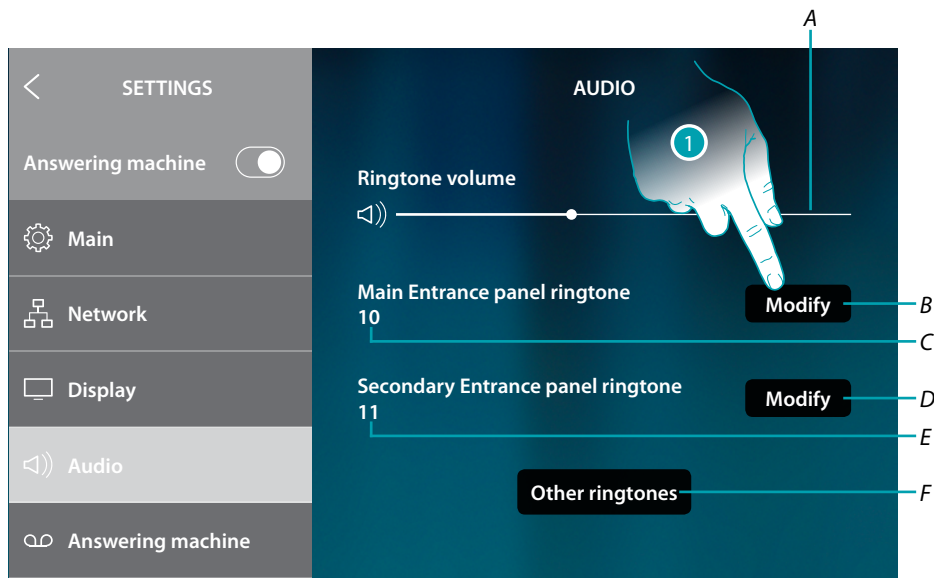 A
SETTINGS
AUDIO
Answering machine
1
Ringtone volume
Main
Main Entrance panel ringtone
10
Modify
B
C
Network
Secondary Entrance panel ringtone
11
Modify
D
E
Display
Audio
Other ringtones
F
Answering machine